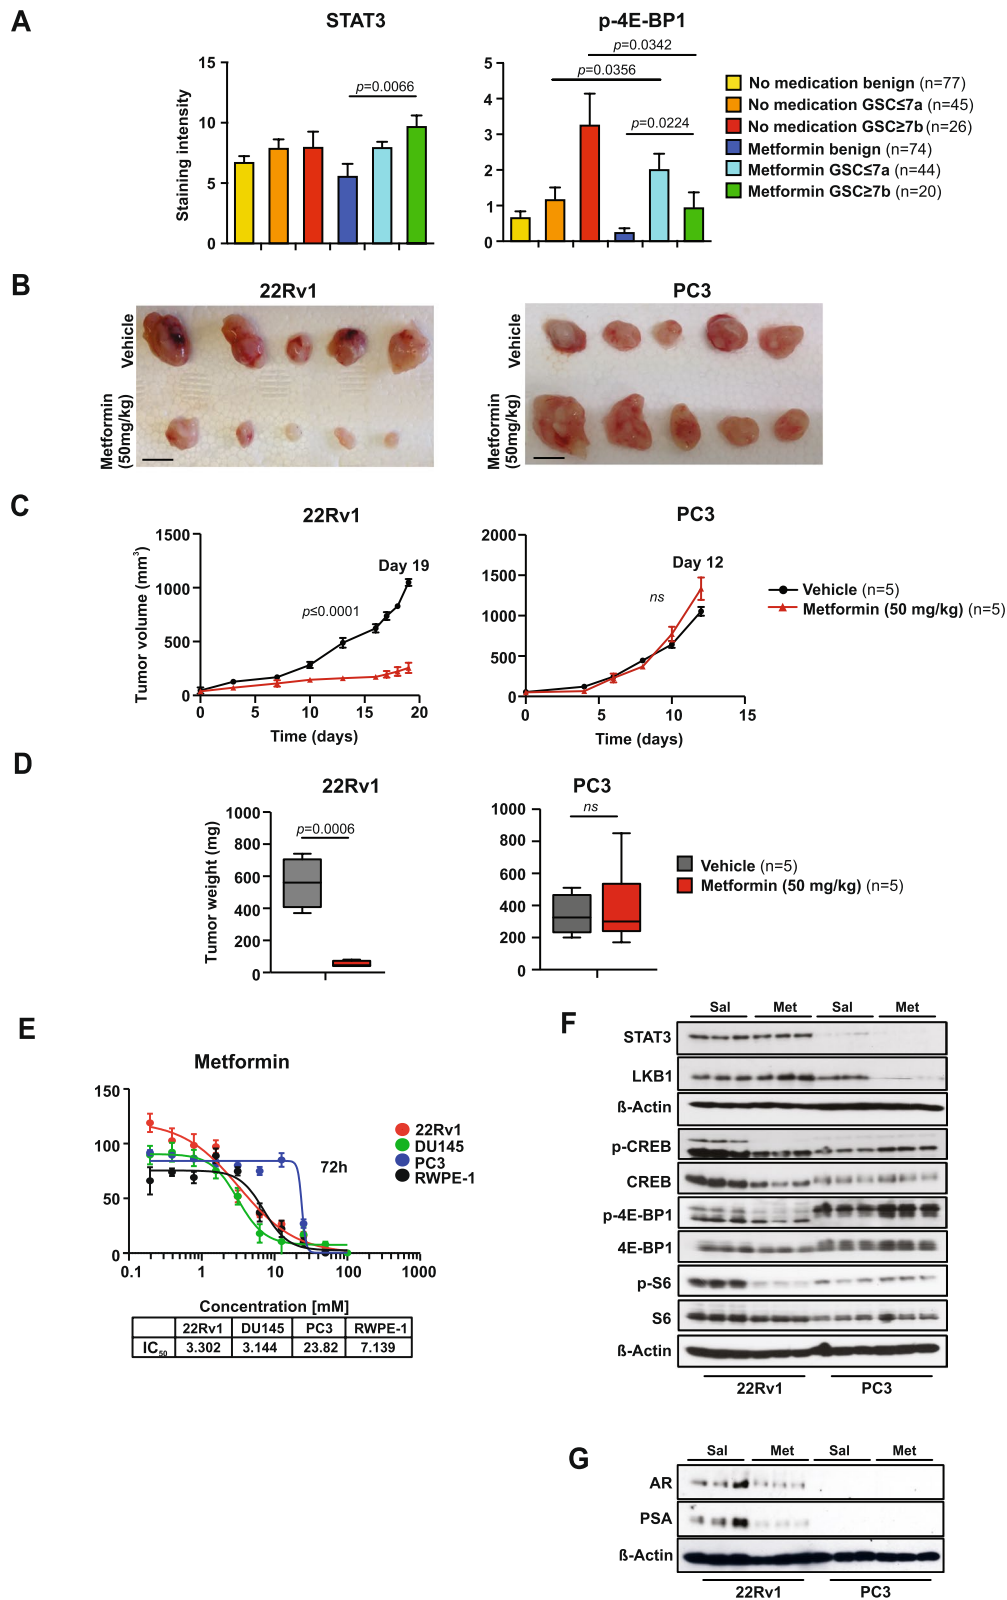 A
STAT3
p-4E-BP1
Staining intensity
15
10
5
0
p=0.0066
5
4
3
2
1
0
p=0.0342
p=0.0356
p=0.0224
No medication benign (n=77)
No medication GSC≤7a (n=45)
No medication GSC≥7b (n=26)
Metformin benign (n=74)
Metformin GSC≤7a (n=44)
Metformin GSC≥7b (n=20)
B
22Rv1
PC3
Vehicle
Metformin
(50mg/kg)
Vehicle
Metformin
(50mg/kg)
C
22Rv1
PC3
Tumor volume (mm³)
1500
1000
500
0
Day 19
p≤0.0001
0 5 10 15 20
Time (days)
2000
1500
1000
500
0
Day 12
ns
0 5 10 15
Time (days)
Vehicle (n=5)
Metformin (50 mg/kg) (n=5)
D
22Rv1
PC3
Tumor weight (mg)
1000
800
600
400
200
0
p=0.0006
1000
800
600
400
200
0
ns
Vehicle (n=5)
Metformin (50 mg/kg) (n=5)
E
Metformin
150
100
50
0
72h
22Rv1
DU145
PC3
RWPE-1
0.1 1 10 100 1000
Concentration [mM]
22Rv1 DU145 PC3 RWPE-1
IC50 3.302 3.144 23.82 7.139
F
Sal Met Sal Met
STAT3
LKB1
ß-Actin
p-CREB
CREB
p-4E-BP1
4E-BP1
p-S6
S6
ß-Actin
22Rv1 PC3
G
Sal Met Sal Met
AR
PSA
ß-Actin
22Rv1 PC3